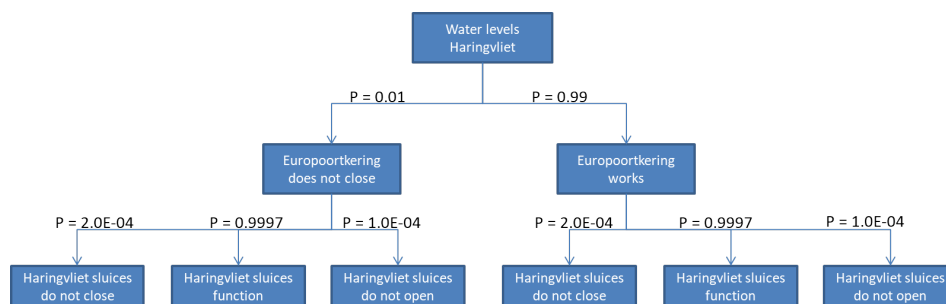 Water levels
Haringvliet
P = 0.01
P = 0.99
Europoortkering
does not close
Europoortkering
works
P = 2.0E-04
P = 0.9997
P = 1.0E-04
P = 2.0E-04
P = 0.9997
P = 1.0E-04
Haringvliet sluices
do not close
Haringvliet sluices
function
Haringvliet sluices
do not open
Haringvliet sluices
do not close
Haringvliet sluices
function
Haringvliet sluices
do not open